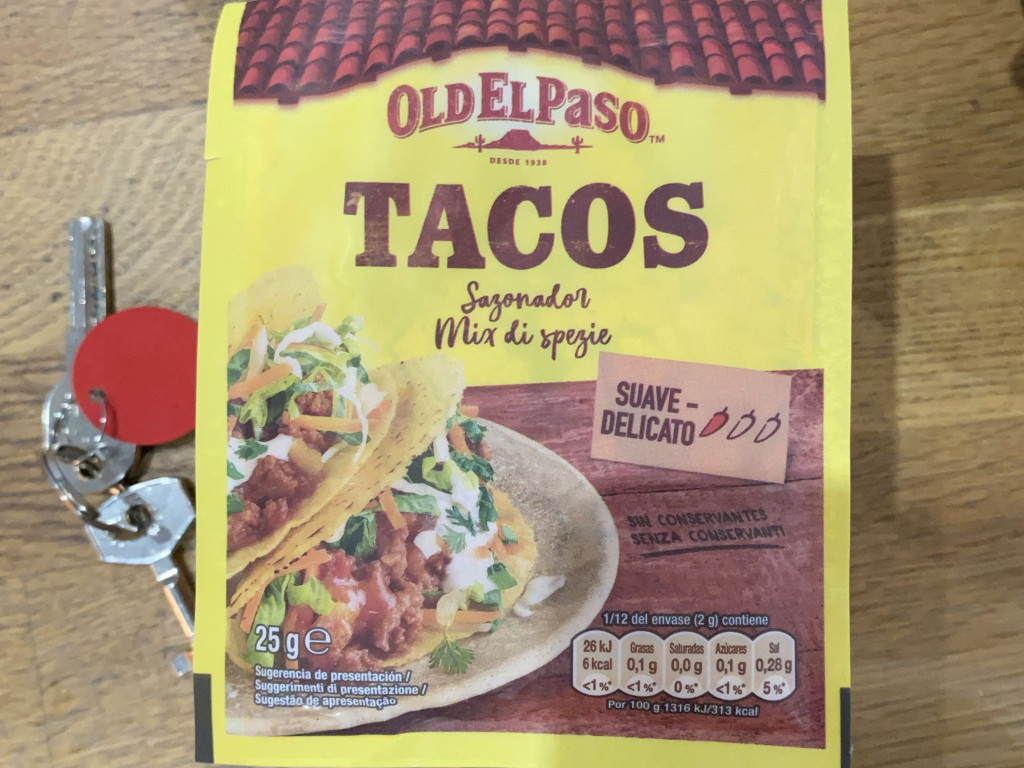 OLD EL PASO™
DESDE 1938
TACOS
Sazonador
Mix di spezie
SUAVE -
DELICATO
SIN CONSERVANTES
SENZA CONSERVANTI
1/12 del envase (2 g) contiene
26 kJ Grasas Saturadas Azúcares Sal
6 kcal 0,1 g 0,0 g 0,1 g 0,28 g
<1%* <1%* 0%* <1%* 5%*
Por 100 g 1316 kJ/313 kcal
25 g e
Sugerencia de presentación /
Suggerimenti di presentazione /
Sugestão de apresentação